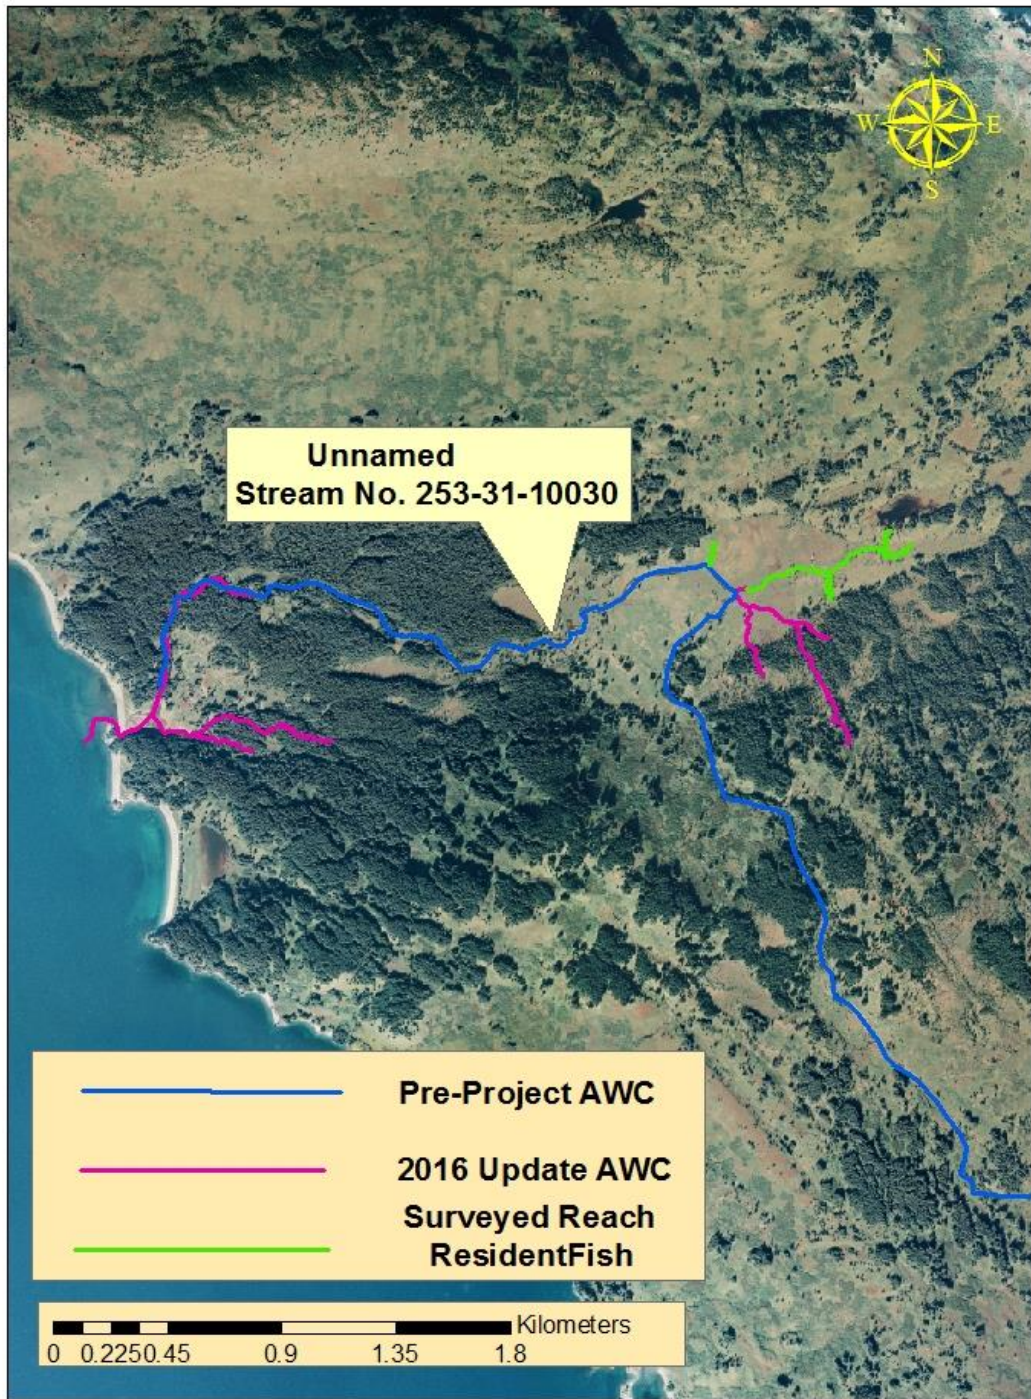 N
W E
S
Unnamed
Stream No. 253-31-10030
Pre-Project AWC
2016 Update AWC
Surveyed Reach
ResidentFish
Kilometers
0 0.2250.45 0.9 1.35 1.8